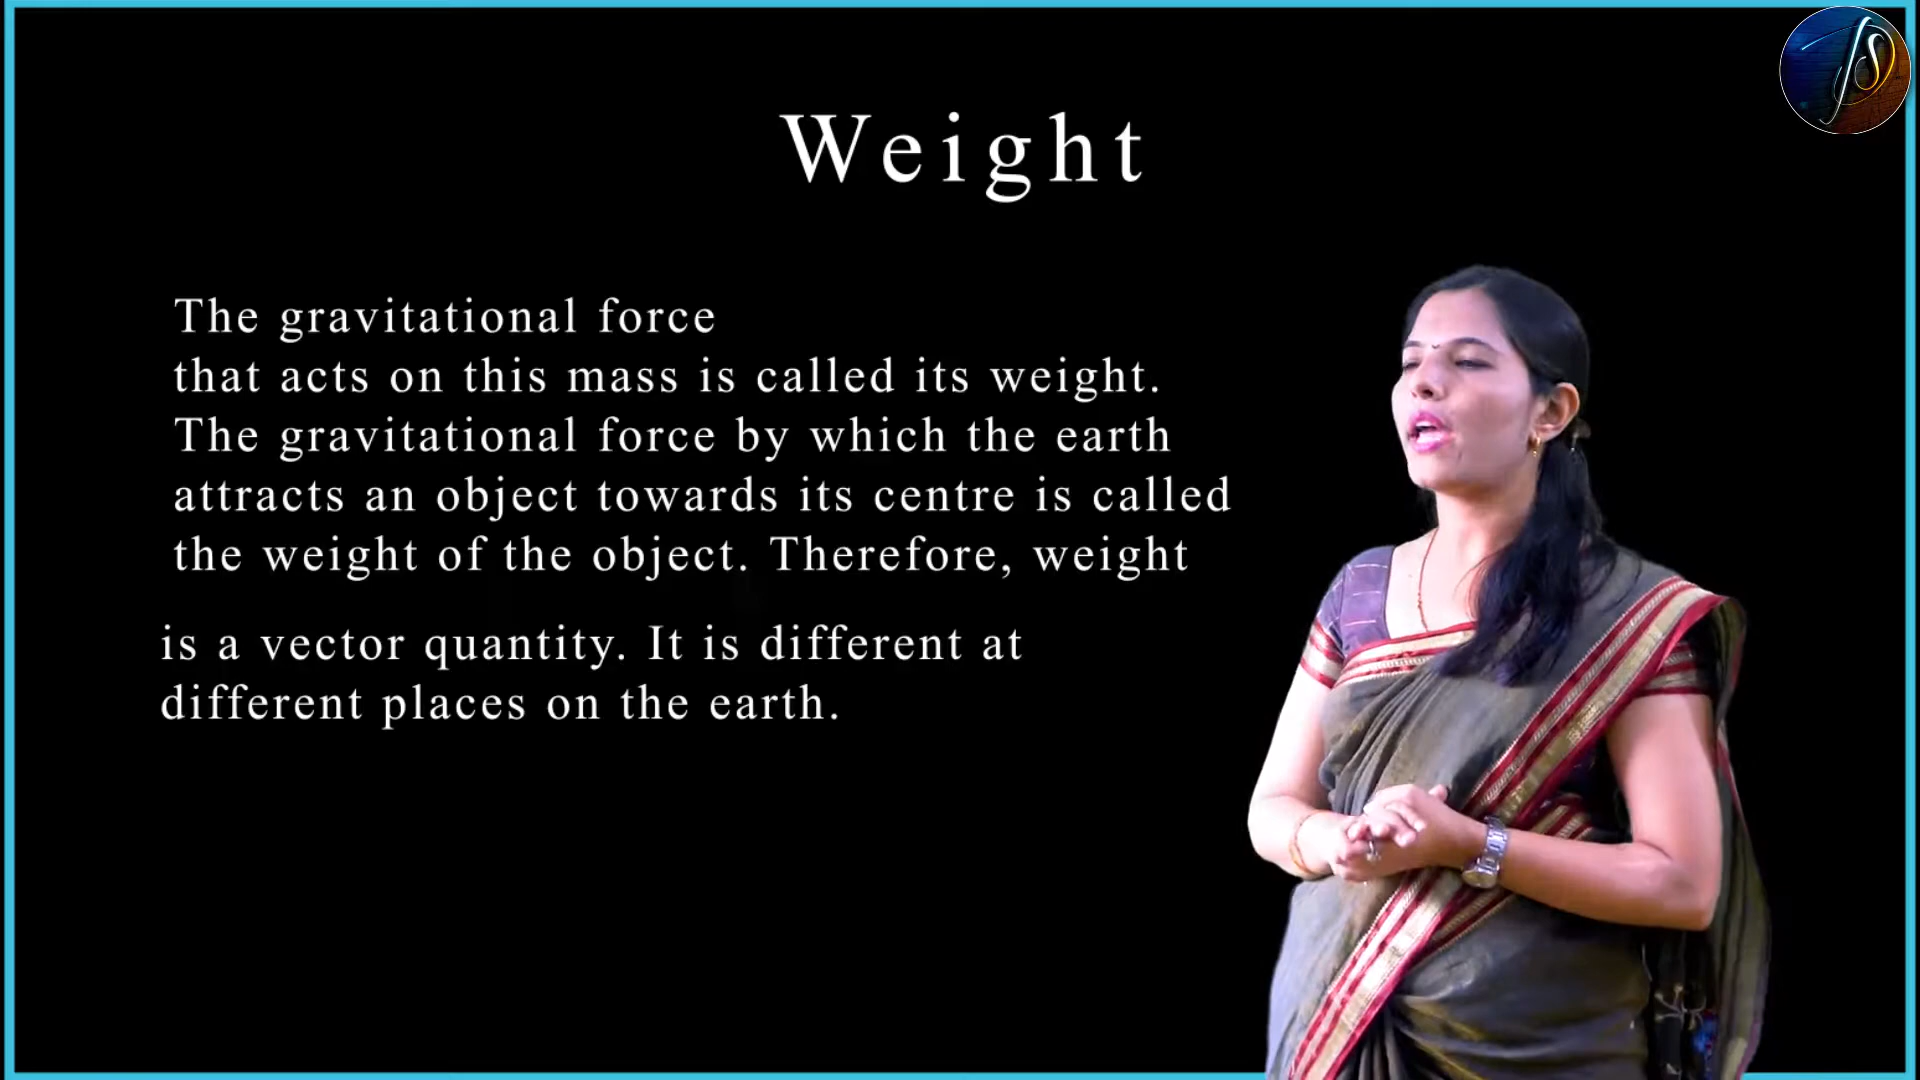 Weight
The gravitational force
that acts on this mass is called its weight.
The gravitational force by which the earth
attracts an object towards its centre is called
the weight of the object. Therefore, weight
is a vector quantity. It is different at
different places on the earth.